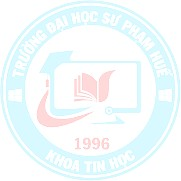 TRƯỜNG ĐẠI HỌC SƯ PHẠM HUẾ
1996
KHOA TIN HỌC